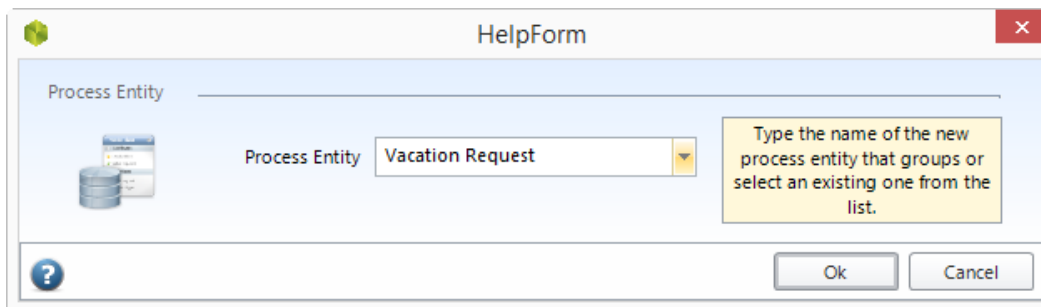 HelpForm
Process Entity
Process Entity
Vacation Request
Type the name of the new
process entity that groups or
select an existing one from the
list.
Ok
Cancel